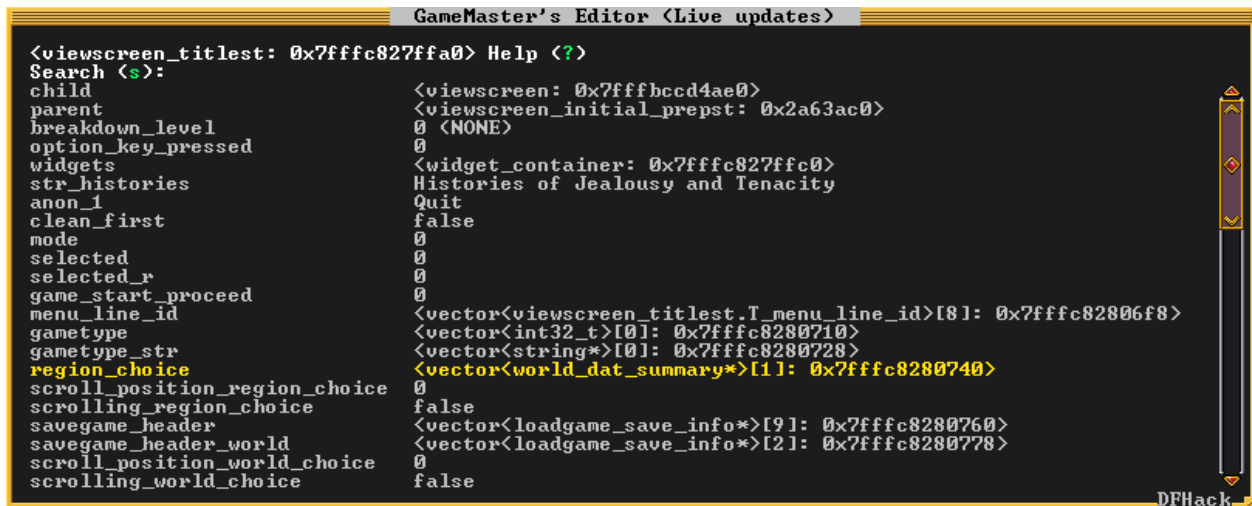 GameMaster's Editor (Live updates)
<viewscreen_titlest: 0x7fffc827ffa0> Help (?)
Search (s):
child <viewscreen: 0x7fffbccd4ae0>
parent <viewscreen_initial_prepst: 0x2a63ac0>
breakdown_level 0 (NONE)
option_key_pressed 0
widgets <widget_container: 0x7fffc827ffc0>
str_histories Histories of Jealousy and Tenacity
anon_1 Quit
clean_first false
mode 0
selected 0
selected_r 0
game_start_proceed 0
menu_line_id <vector<viewscreen_titlest.T_menu_line_id>[8]: 0x7fffc82806f8>
gametype <vector<int32_t>[0]: 0x7fffc8280710>
gametype_str <vector<string*>[0]: 0x7fffc8280728>
region_choice <vector<world_dat_summary*>[1]: 0x7fffc8280740>
scroll_position_region_choice 0
scrolling_region_choice false
savegame_header <vector<loadgame_save_info*>[9]: 0x7fffc8280760>
savegame_header_world <vector<loadgame_save_info*>[2]: 0x7fffc8280778>
scroll_position_world_choice 0
scrolling_world_choice false
DFHack